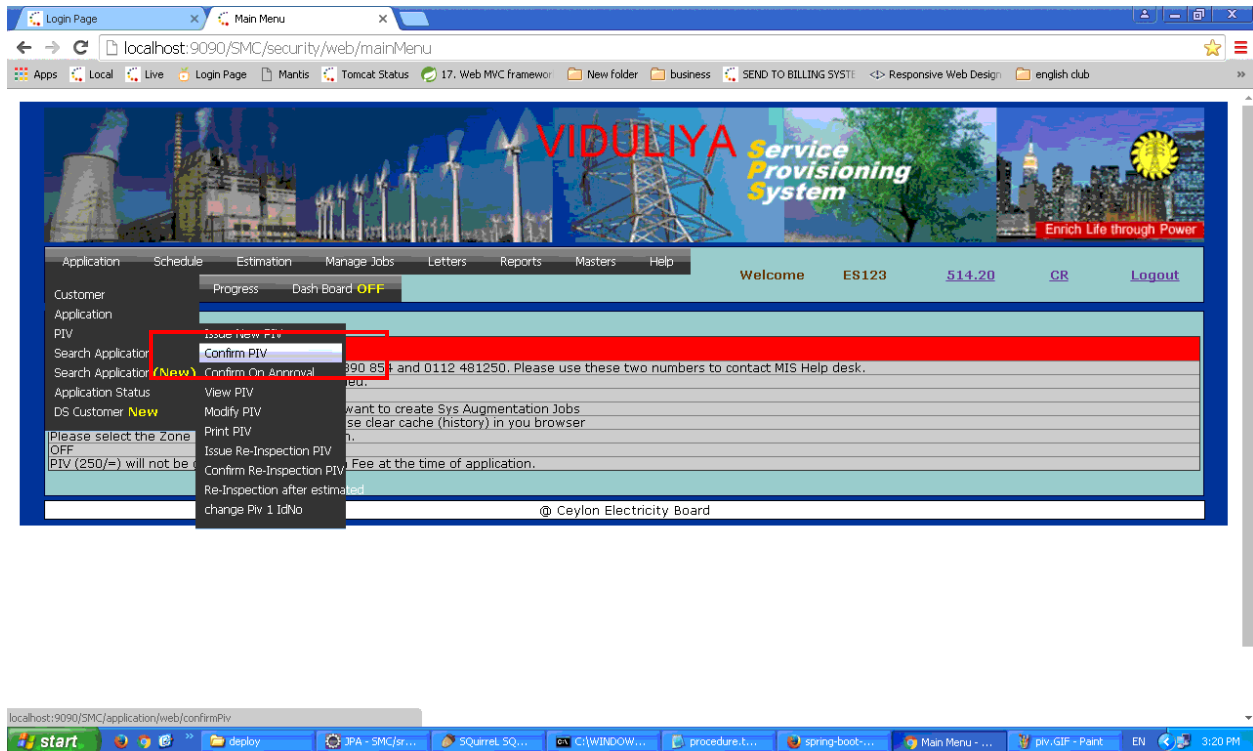 Login Page
Main Menu
localhost:9090/SMC/security/web/mainMenu
Apps Local Live Login Page Mantis Tomcat Status 17. Web MVC framewor New folder business SEND TO BILLING SYSTE Responsive Web Design english club »
VIDULIYA
Service
Provisioning
System
Enrich Life through Power
Application Schedule Estimation Manage Jobs Letters Reports Masters Help
Welcome ES123 514.20 CR Logout
Progress Dash Board OFF
Customer
Application
PIV
Search Application
Search Application (New)
Application Status
DS Customer New
Issue New PIV
Confirm PIV
Confirm On Approval
View PIV
Modify PIV
Print PIV
Issue Re-Inspection PIV
Confirm Re-Inspection PIV
Re-Inspection after estimated
change Piv 1 IdNo
390 854 and 0112 481250. Please use these two numbers to contact MIS Help desk.
want to create Sys Augmentation Jobs
se clear cache (history) in you browser
Please select the Zone
OFF
PIV (250/=) will not be
Fee at the time of application.
@ Ceylon Electricity Board
localhost:9090/SMC/application/web/confirmPiv
start » deploy JPA - SMC/sr... SQuirreL SQ... C:\WINDOW... procedure.t... spring-boot-... Main Menu - ... piv.GIF - Paint EN 3:20 PM